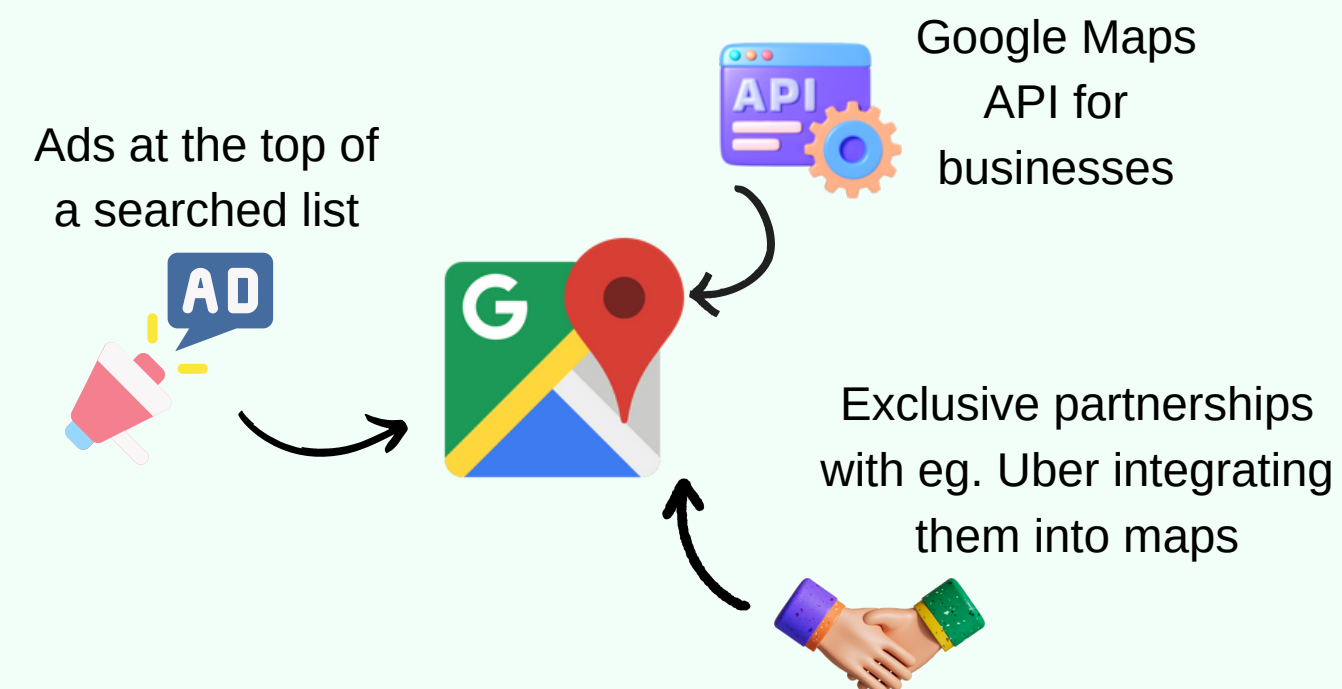 Google Maps
API for
businesses
API
Ads at the top of
a searched list
AD
G
Exclusive partnerships
with eg. Uber integrating
them into maps